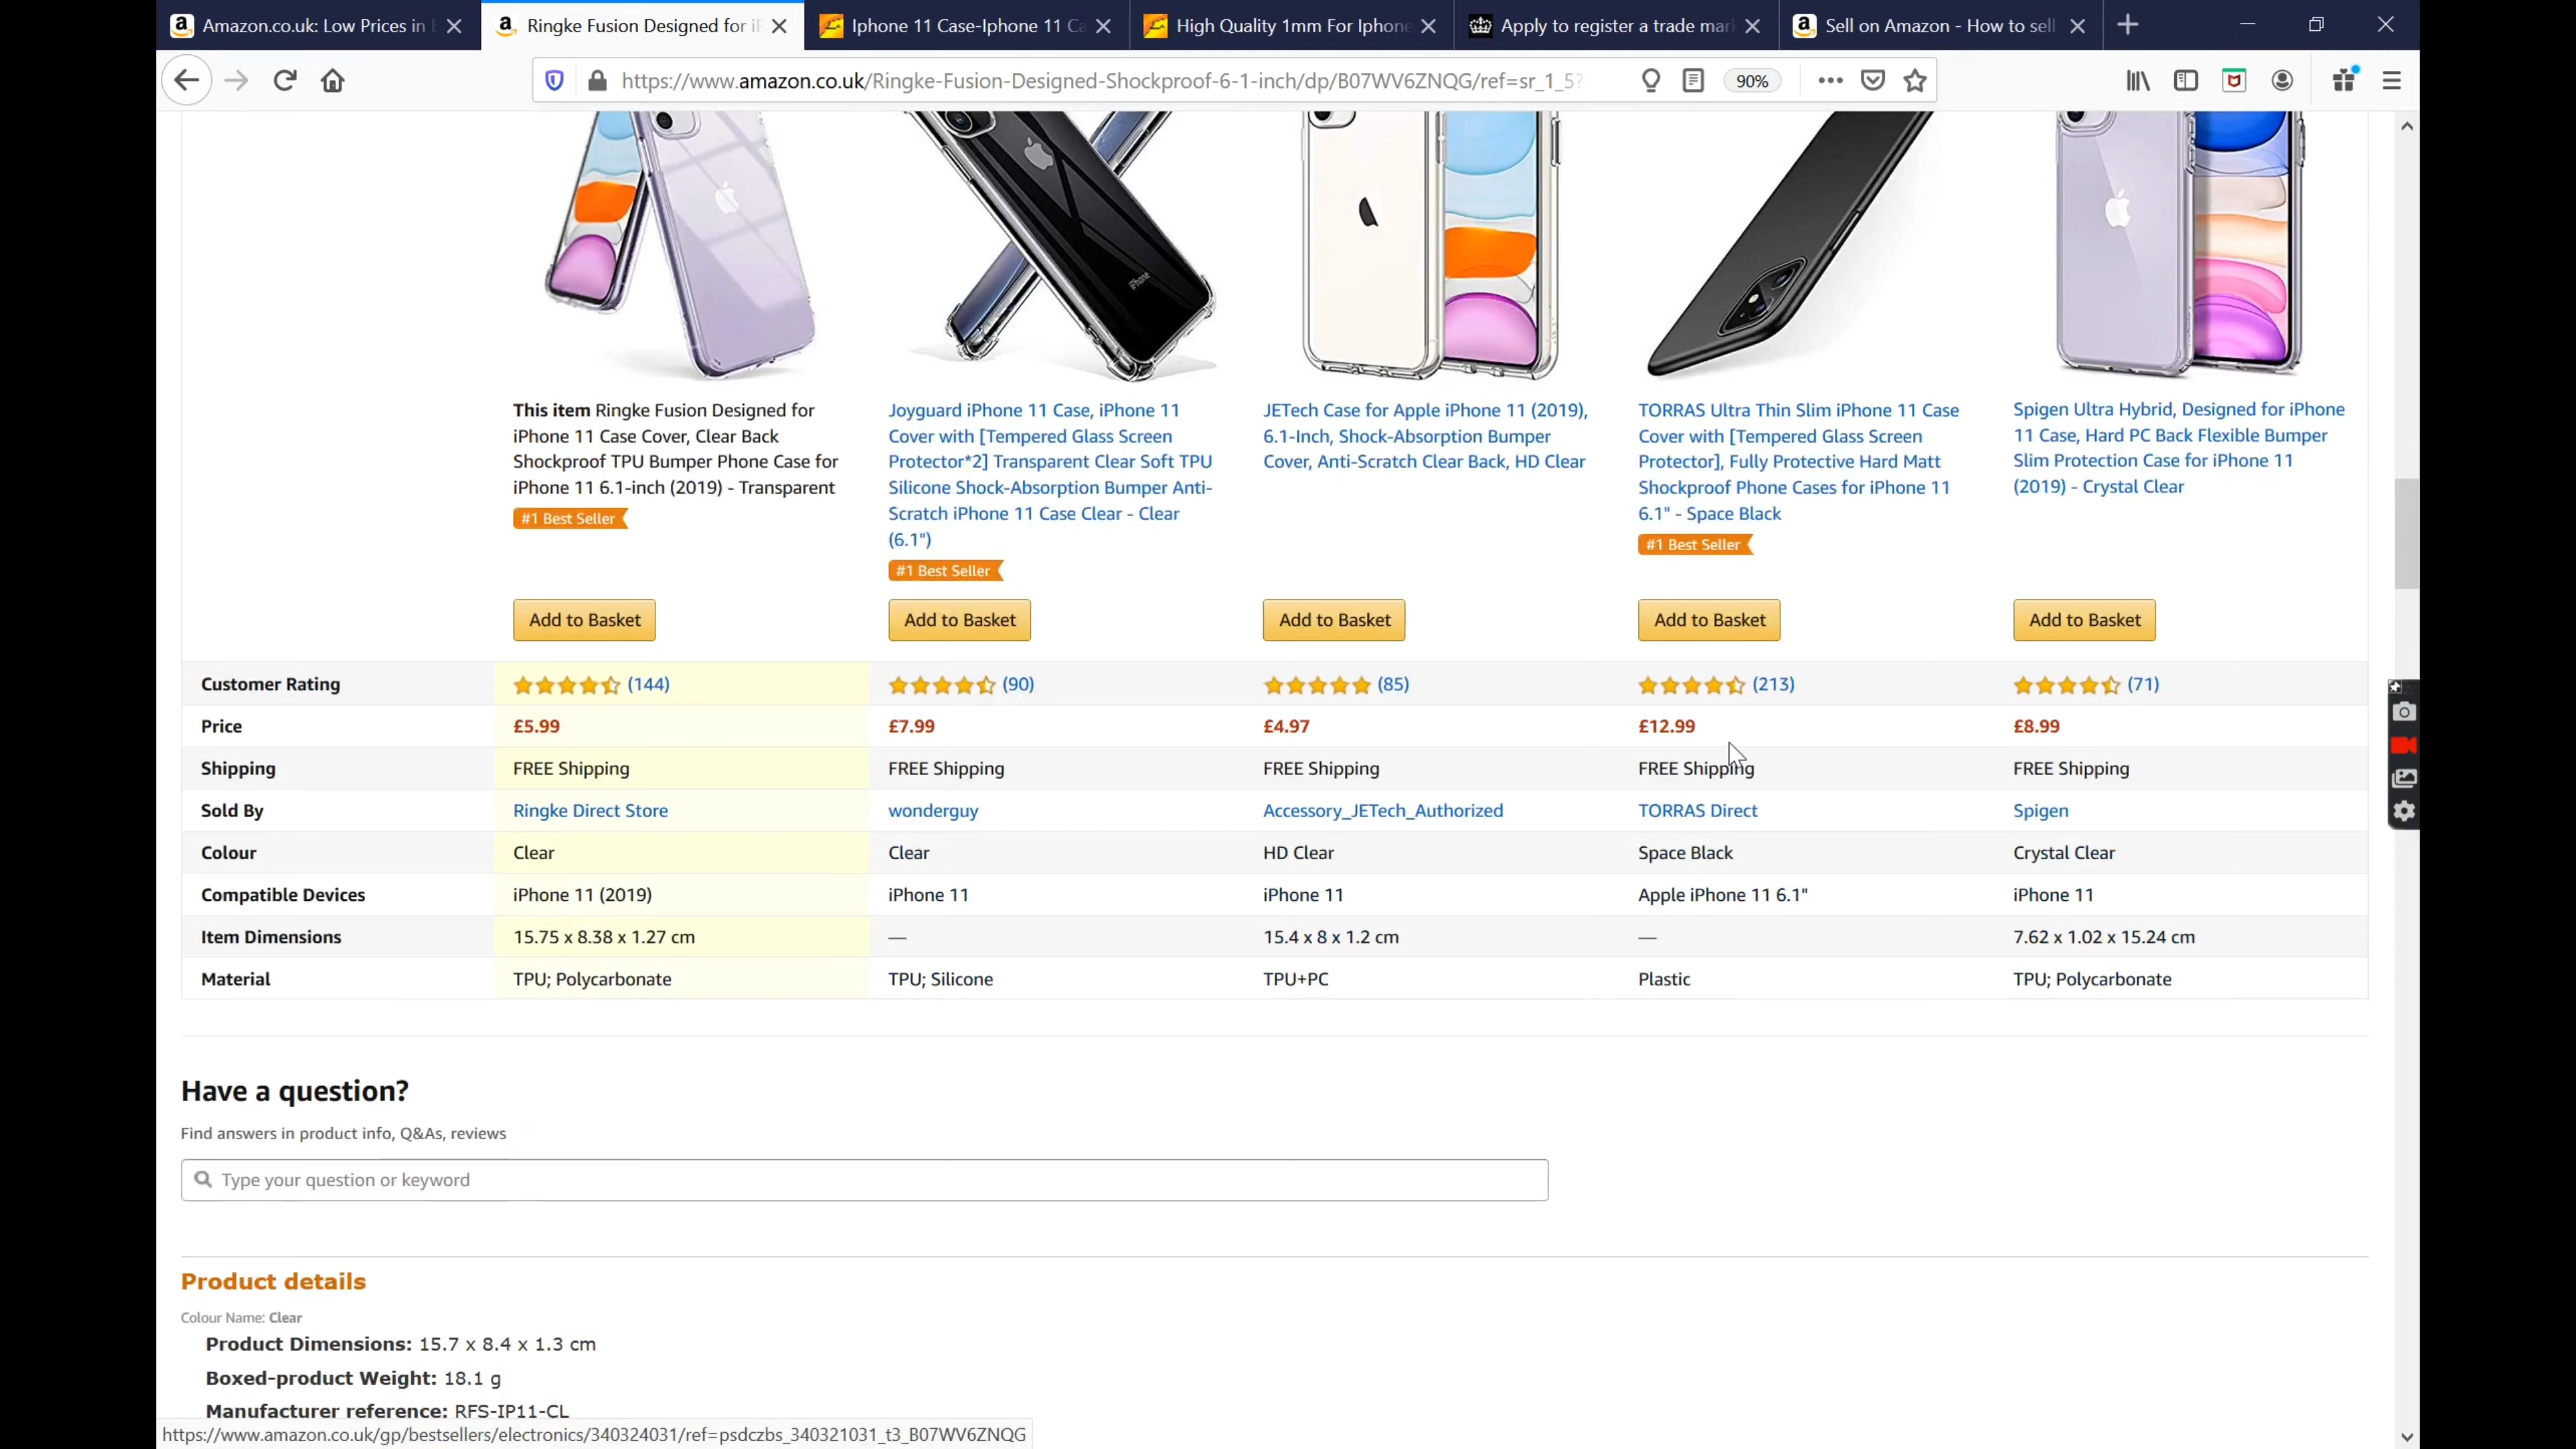 Amazon.co.uk: Low Prices in E
Ringke Fusion Designed for iP
Iphone 11 Case-Iphone 11 Ca
High Quality 1mm For Iphone
Apply to register a trade mar
Sell on Amazon - How to sell
https://www.amazon.co.uk/Ringke-Fusion-Designed-Shockproof-6-1-inch/dp/B07WV6ZNQG/ref=sr_1_5?
90%
This item Ringke Fusion Designed for
iPhone 11 Case Cover, Clear Back
Shockproof TPU Bumper Phone Case for
iPhone 11 6.1-inch (2019) - Transparent
#1 Best Seller
Joyguard iPhone 11 Case, iPhone 11
Cover with [Tempered Glass Screen
Protector*2] Transparent Clear Soft TPU
Silicone Shock-Absorption Bumper Anti-
Scratch iPhone 11 Case Clear - Clear
(6.1")
#1 Best Seller
JETech Case for Apple iPhone 11 (2019),
6.1-Inch, Shock-Absorption Bumper
Cover, Anti-Scratch Clear Back, HD Clear
TORRAS Ultra Thin Slim iPhone 11 Case
Cover with [Tempered Glass Screen
Protector], Fully Protective Hard Matt
Shockproof Phone Cases for iPhone 11
6.1" - Space Black
#1 Best Seller
Spigen Ultra Hybrid, Designed for iPhone
11 Case, Hard PC Back Flexible Bumper
Slim Protection Case for iPhone 11
(2019) - Crystal Clear
Add to Basket Add to Basket Add to Basket Add to Basket Add to Basket
Customer Rating (144) (90) (85) (213) (71)
Price £5.99 £7.99 £4.97 £12.99 £8.99
Shipping FREE Shipping FREE Shipping FREE Shipping FREE Shipping FREE Shipping
Sold By Ringke Direct Store wonderguy Accessory_JETech_Authorized TORRAS Direct Spigen
Colour Clear Clear HD Clear Space Black Crystal Clear
Compatible Devices iPhone 11 (2019) iPhone 11 iPhone 11 Apple iPhone 11 6.1" iPhone 11
Item Dimensions 15.75 x 8.38 x 1.27 cm — 15.4 x 8 x 1.2 cm — 7.62 x 1.02 x 15.24 cm
Material TPU; Polycarbonate TPU; Silicone TPU+PC Plastic TPU; Polycarbonate
Have a question?
Find answers in product info, Q&As, reviews
Type your question or keyword
Product details
Colour Name: Clear
Product Dimensions: 15.7 x 8.4 x 1.3 cm
Boxed-product Weight: 18.1 g
Manufacturer reference: RFS-IP11-CL
https://www.amazon.co.uk/gp/bestsellers/electronics/340324031/ref=psdczbs_340321031_t3_B07WV6ZNQG